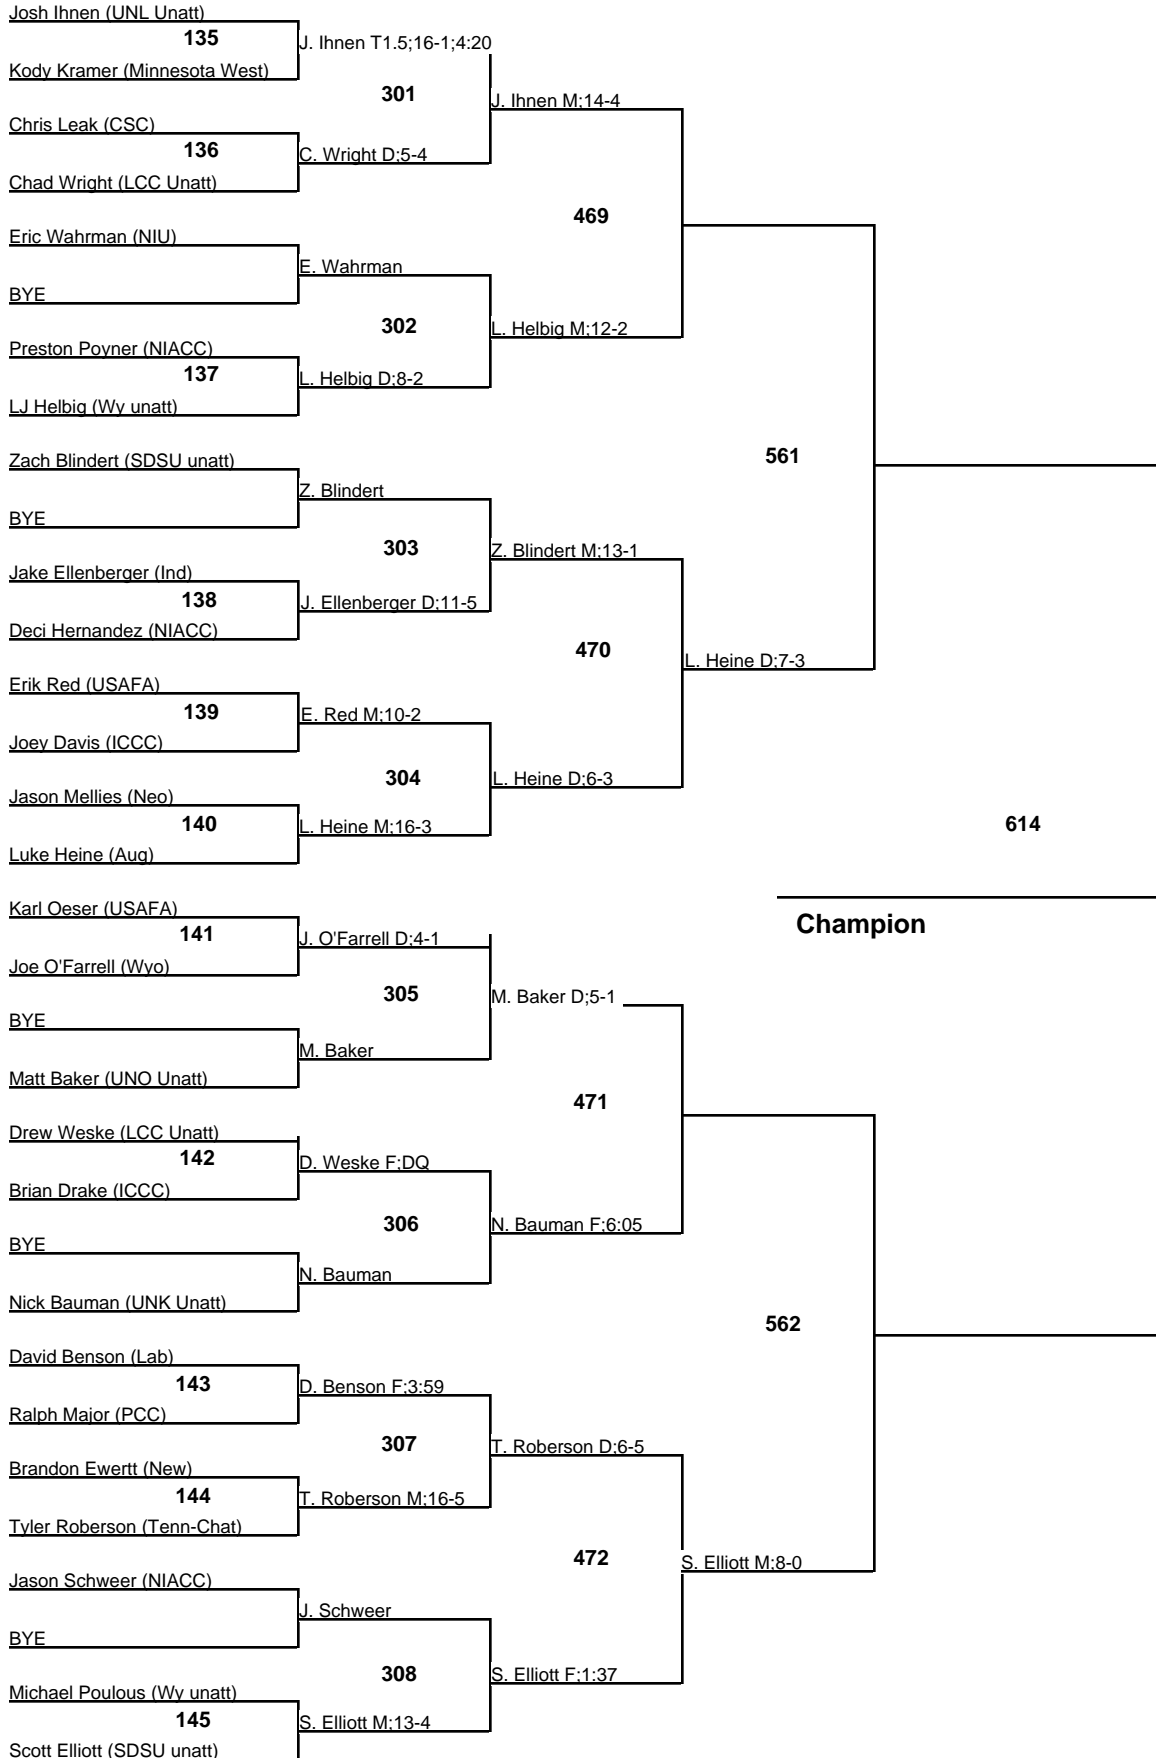 Josh Ihnen (UNL Unatt)
135
J. Ihnen T1.5;16-1;4:20
Kody Kramer (Minnesota West)
301
J. Ihnen M;14-4
Chris Leak (CSC)
136
C. Wright D;5-4
Chad Wright (LCC Unatt)
469
Eric Wahrman (NIU)
E. Wahrman
BYE
302
L. Helbig M;12-2
Preston Poyner (NIACC)
137
L. Helbig D;8-2
LJ Helbig (Wy unatt)
561
Zach Blindert (SDSU unatt)
Z. Blindert
BYE
303
Z. Blindert M;13-1
Jake Ellenberger (Ind)
138
J. Ellenberger D;11-5
Deci Hernandez (NIACC)
470
L. Heine D;7-3
Erik Red (USAFA)
139
E. Red M;10-2
Joey Davis (ICCC)
304
L. Heine D;6-3
Jason Mellies (Neo)
140
L. Heine M;16-3
614
Luke Heine (Aug)
Karl Oeser (USAFA)
Champion
141
J. O'Farrell D;4-1
Joe O'Farrell (Wyo)
305
M. Baker D;5-1
BYE
M. Baker
Matt Baker (UNO Unatt)
471
Drew Weske (LCC Unatt)
142
D. Weske F;DQ
Brian Drake (ICCC)
306
N. Bauman F;6:05
BYE
N. Bauman
Nick Bauman (UNK Unatt)
562
David Benson (Lab)
143
D. Benson F;3:59
Ralph Major (PCC)
307
T. Roberson D;6-5
Brandon Ewertt (New)
144
T. Roberson M;16-5
Tyler Roberson (Tenn-Chat)
472
S. Elliott M;8-0
Jason Schweer (NIACC)
J. Schweer
BYE
308
S. Elliott F;1:37
Michael Poulous (Wy unatt)
145
S. Elliott M;13-4
Scott Elliott (SDSU unatt)